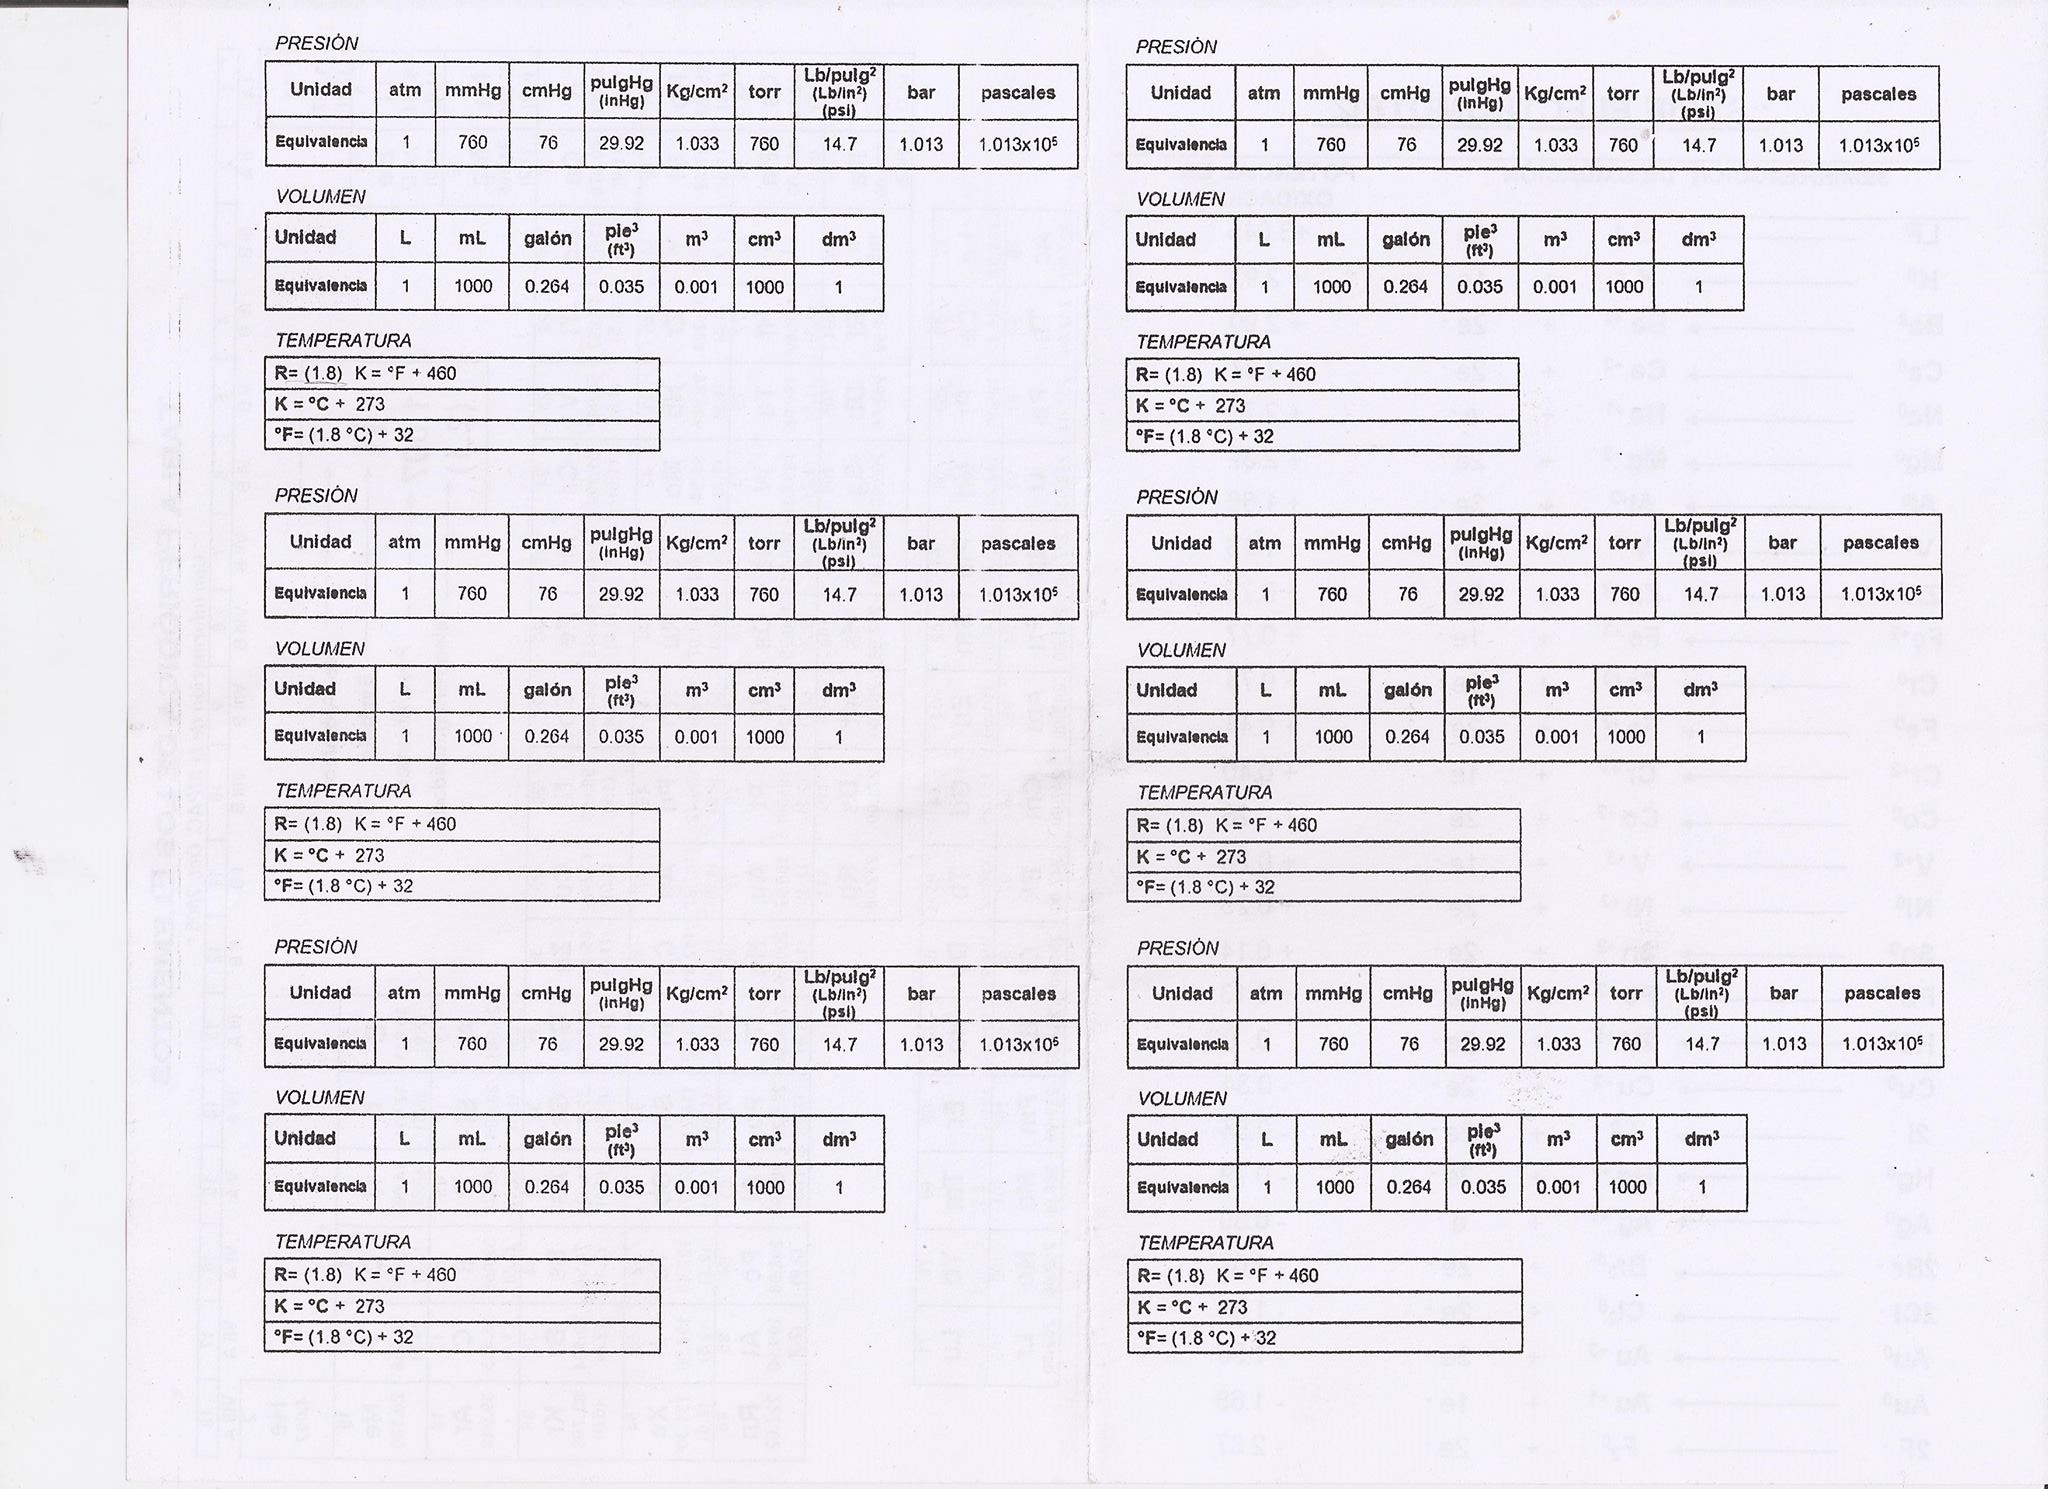 PRESIÓN
Unidad atm mmHg cmHg pulgHg (inHg) Kg/cm² torr Lb/pulg² (Lb/in²) (psi) bar pascales
Equivalencia 1 760 76 29.92 1.033 760 14.7 1.013 1.013x10⁵
VOLUMEN
Unidad L mL galón pie³ (ft³) m³ cm³ dm³
Equivalencia 1 1000 0.264 0.035 0.001 1000 1
TEMPERATURA
R= (1.8) K = °F + 460
K = °C + 273
°F= (1.8 °C) + 32
PRESIÓN
Unidad atm mmHg cmHg pulgHg (inHg) Kg/cm² torr Lb/pulg² (Lb/in²) (psi) bar pascales
Equivalencia 1 760 76 29.92 1.033 760 14.7 1.013 1.013x10⁵
VOLUMEN
Unidad L mL galón pie³ (ft³) m³ cm³ dm³
Equivalencia 1 1000 0.264 0.035 0.001 1000 1
TEMPERATURA
R= (1.8) K = °F + 460
K = °C + 273
°F= (1.8 °C) + 32
PRESIÓN
Unidad atm mmHg cmHg pulgHg (inHg) Kg/cm² torr Lb/pulg² (Lb/in²) (psi) bar pascales
Equivalencia 1 760 76 29.92 1.033 760 14.7 1.013 1.013x10⁵
VOLUMEN
Unidad L mL galón pie³ (ft³) m³ cm³ dm³
Equivalencia 1 1000 0.264 0.035 0.001 1000 1
TEMPERATURA
R= (1.8) K = °F + 460
K = °C + 273
°F= (1.8 °C) + 32
PRESIÓN
Unidad atm mmHg cmHg pulgHg (inHg) Kg/cm² torr Lb/pulg² (Lb/in²) (psi) bar pascales
Equivalencia 1 760 76 29.92 1.033 760 14.7 1.013 1.013x10⁵
VOLUMEN
Unidad L mL galón pie³ (ft³) m³ cm³ dm³
Equivalencia 1 1000 0.264 0.035 0.001 1000 1
TEMPERATURA
R= (1.8) K = °F + 460
K = °C + 273
°F= (1.8 °C) + 32
PRESIÓN
Unidad atm mmHg cmHg pulgHg (inHg) Kg/cm² torr Lb/pulg² (Lb/in²) (psi) bar pascales
Equivalencia 1 760 76 29.92 1.033 760 14.7 1.013 1.013x10⁵
VOLUMEN
Unidad L mL galón pie³ (ft³) m³ cm³ dm³
Equivalencia 1 1000 0.264 0.035 0.001 1000 1
TEMPERATURA
R= (1.8) K = °F + 460
K = °C + 273
°F= (1.8 °C) + 32
PRESIÓN
Unidad atm mmHg cmHg pulgHg (inHg) Kg/cm² torr Lb/pulg² (Lb/in²) (psi) bar pascales
Equivalencia 1 760 76 29.92 1.033 760 14.7 1.013 1.013x10⁵
VOLUMEN
Unidad L mL galón pie³ (ft³) m³ cm³ dm³
Equivalencia 1 1000 0.264 0.035 0.001 1000 1
TEMPERATURA
R= (1.8) K = °F + 460
K = °C + 273
°F= (1.8 °C) + 32